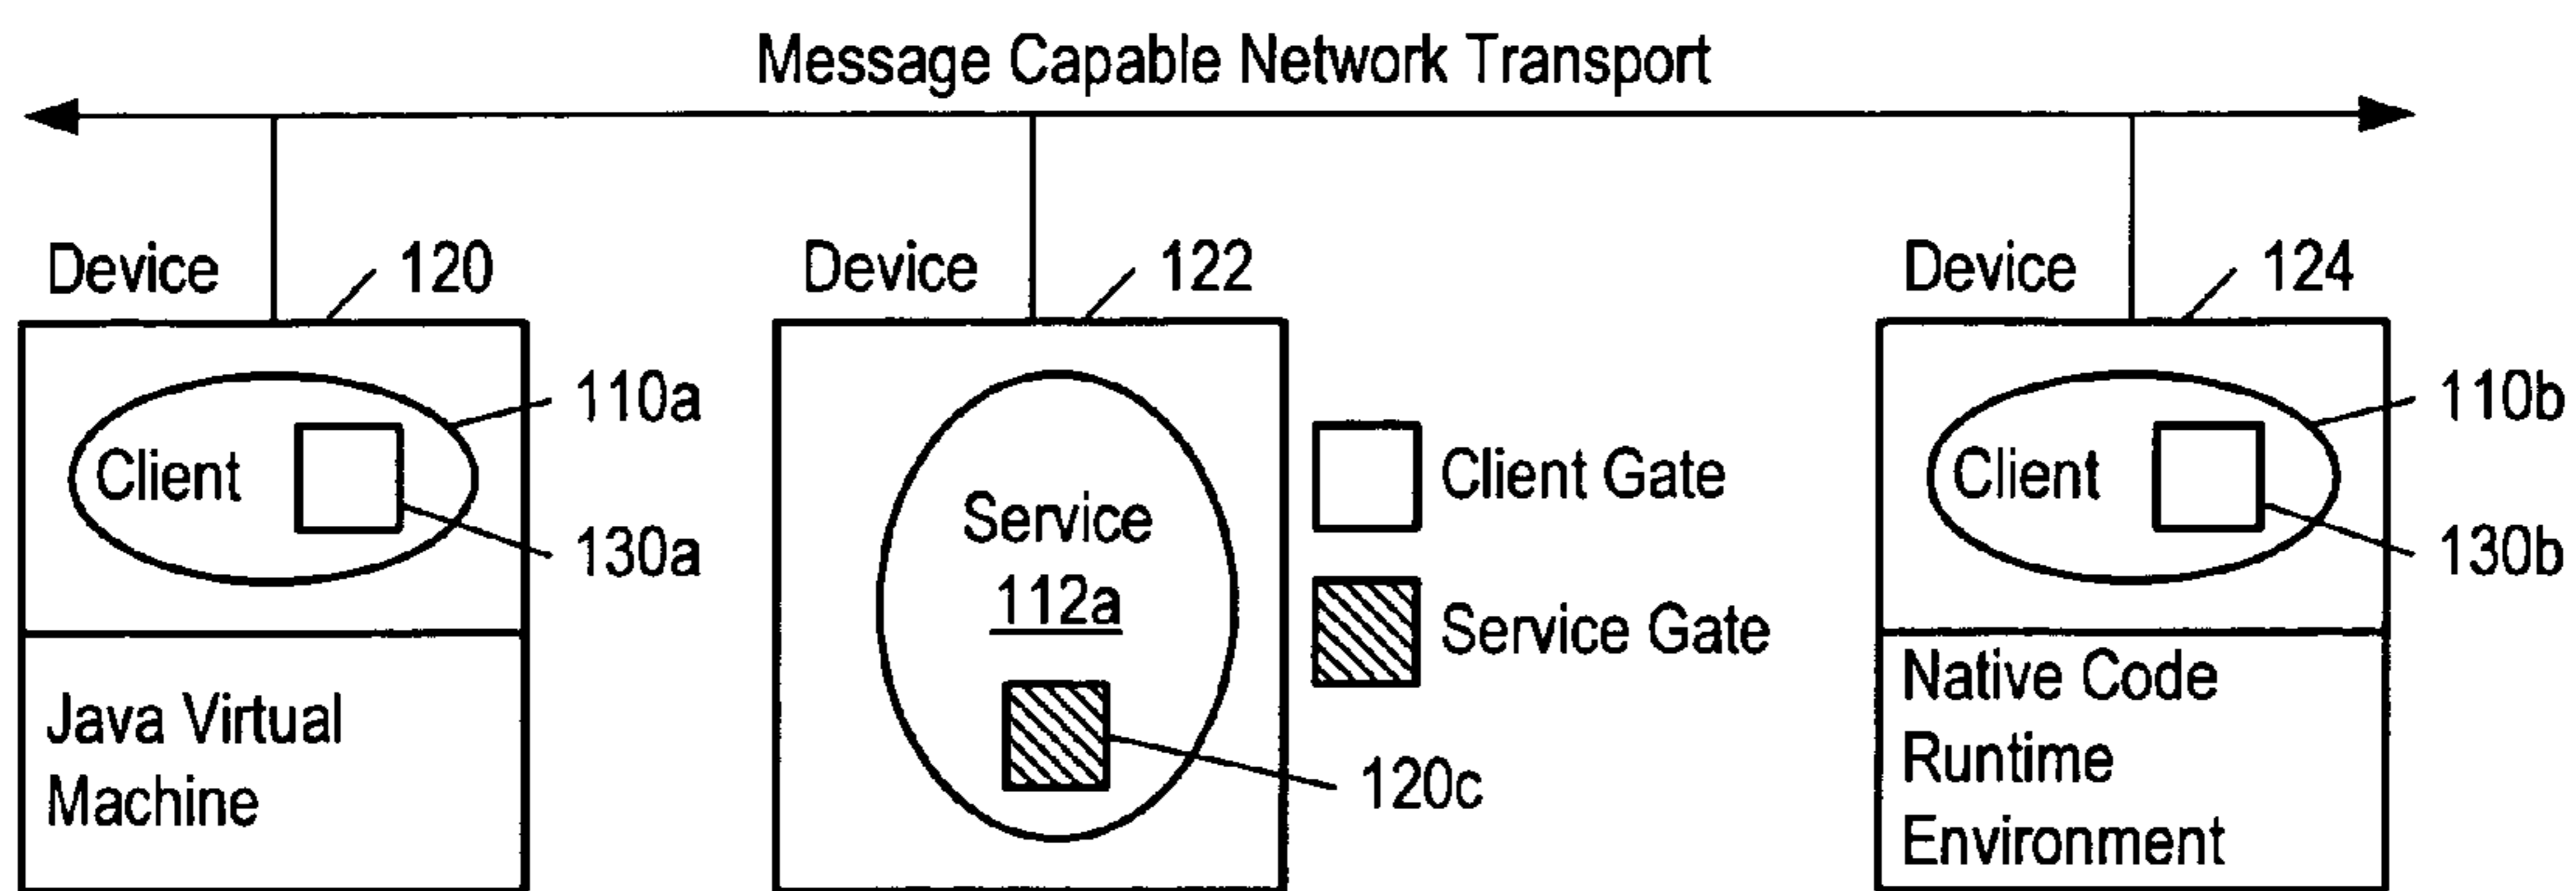 Message Capable Network Transport
Device 120
Device 122
Device 124
Client
110a
130a
Service
112a
120c
Client Gate
Service Gate
Client
110b
130b
Java Virtual
Machine
Native Code
Runtime
Environment